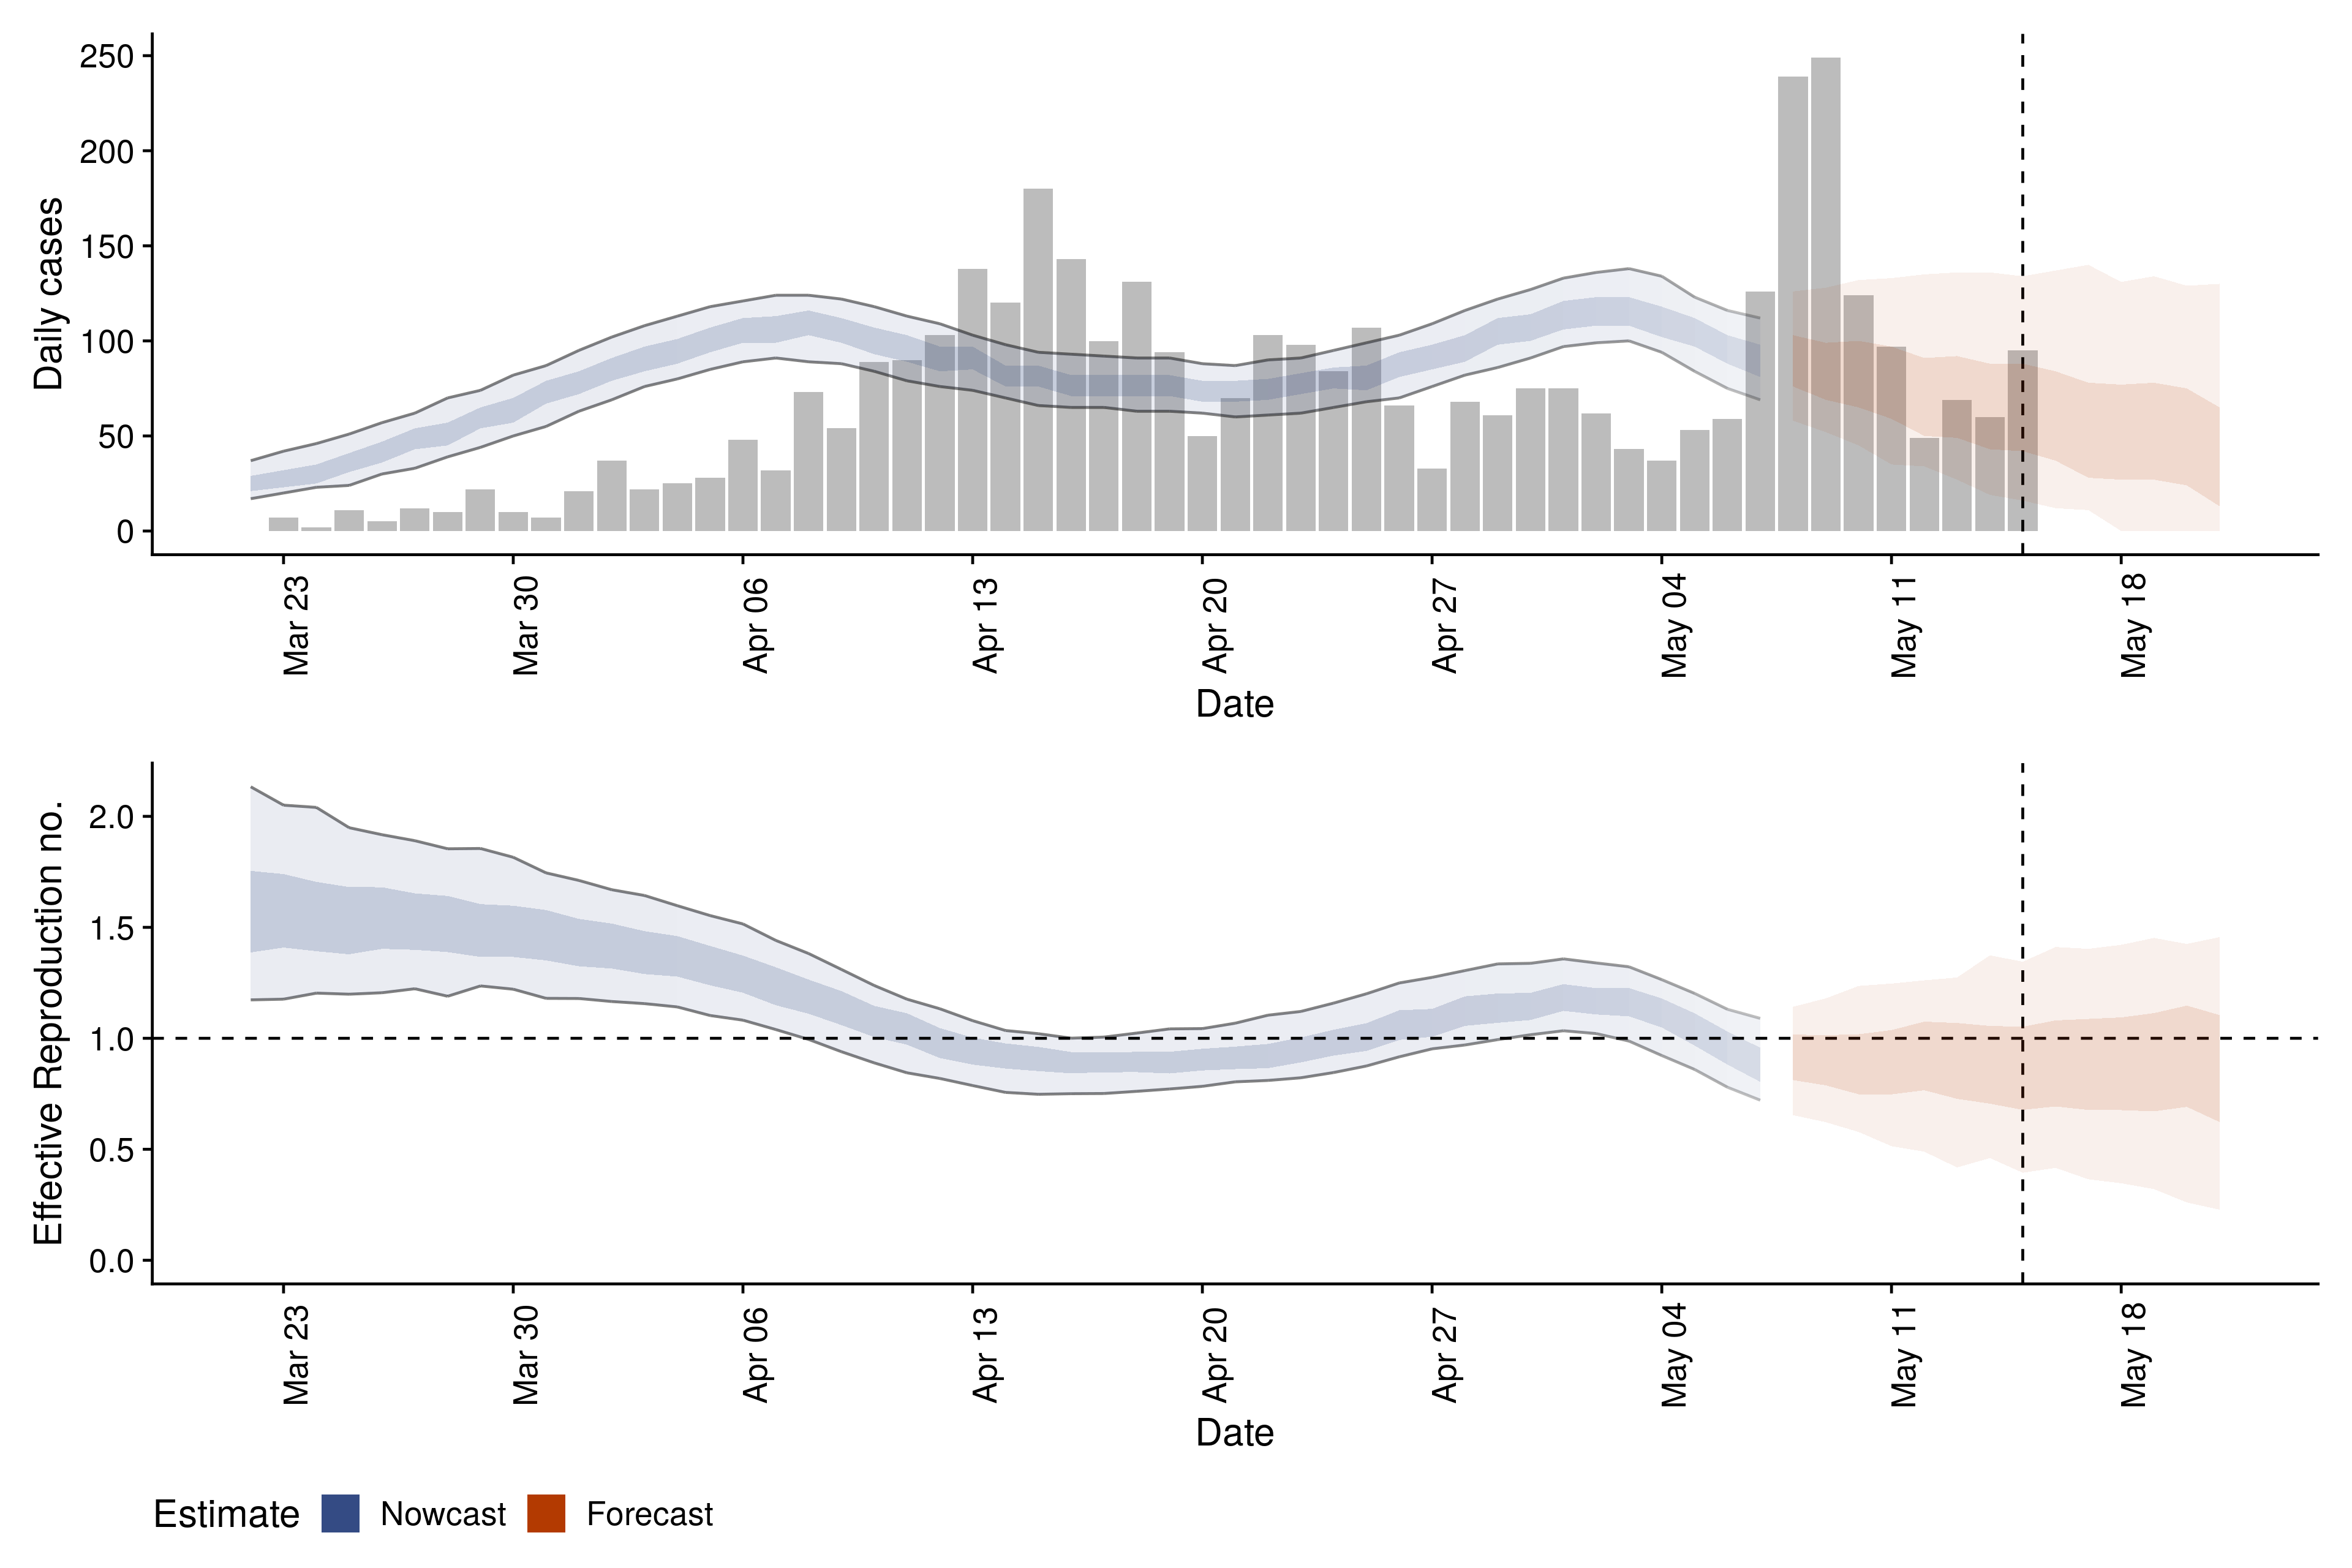 Daily cases
250
200
150
100
50
0
Mar 23
Mar 30
Apr 06
Apr 13
Apr 20
Apr 27
May 04
May 11
May 18
Date
Effective Reproduction no.
2.0
1.5
1.0
0.5
0.0
Mar 23
Mar 30
Apr 06
Apr 13
Apr 20
Apr 27
May 04
May 11
May 18
Date
Estimate Nowcast Forecast